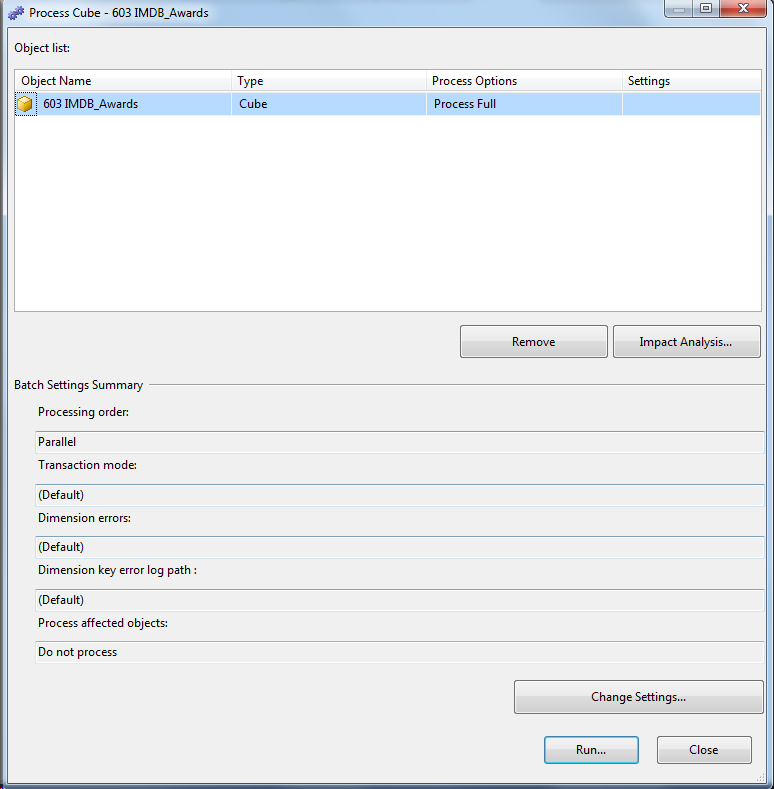 Process Cube - 603 IMDB_Awards
Object list:
Object Name Type Process Options Settings
603 IMDB_Awards Cube Process Full
Remove Impact Analysis...
Batch Settings Summary
Processing order:
Parallel
Transaction mode:
(Default)
Dimension errors:
(Default)
Dimension key error log path :
(Default)
Process affected objects:
Do not process
Change Settings...
Run... Close